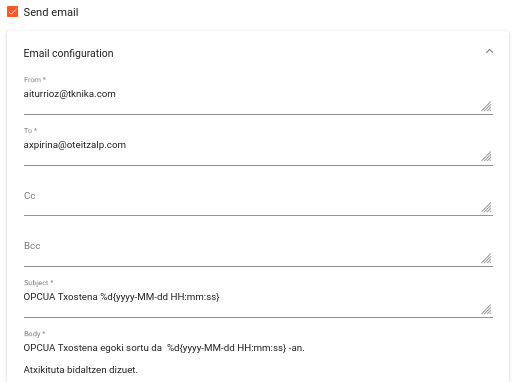 Send email
Email configuration
From *
aiturrioz@tknika.com
To *
axpirina@oteitzalp.com
Cc
Bcc
Subject *
OPCUA Txostena %d{yyyy-MM-dd HH:mm:ss}
Body *
OPCUA Txostena egoki sortu da  %d{yyyy-MM-dd HH:mm:ss} -an.
Atxikituta bidaltzen dizuet.